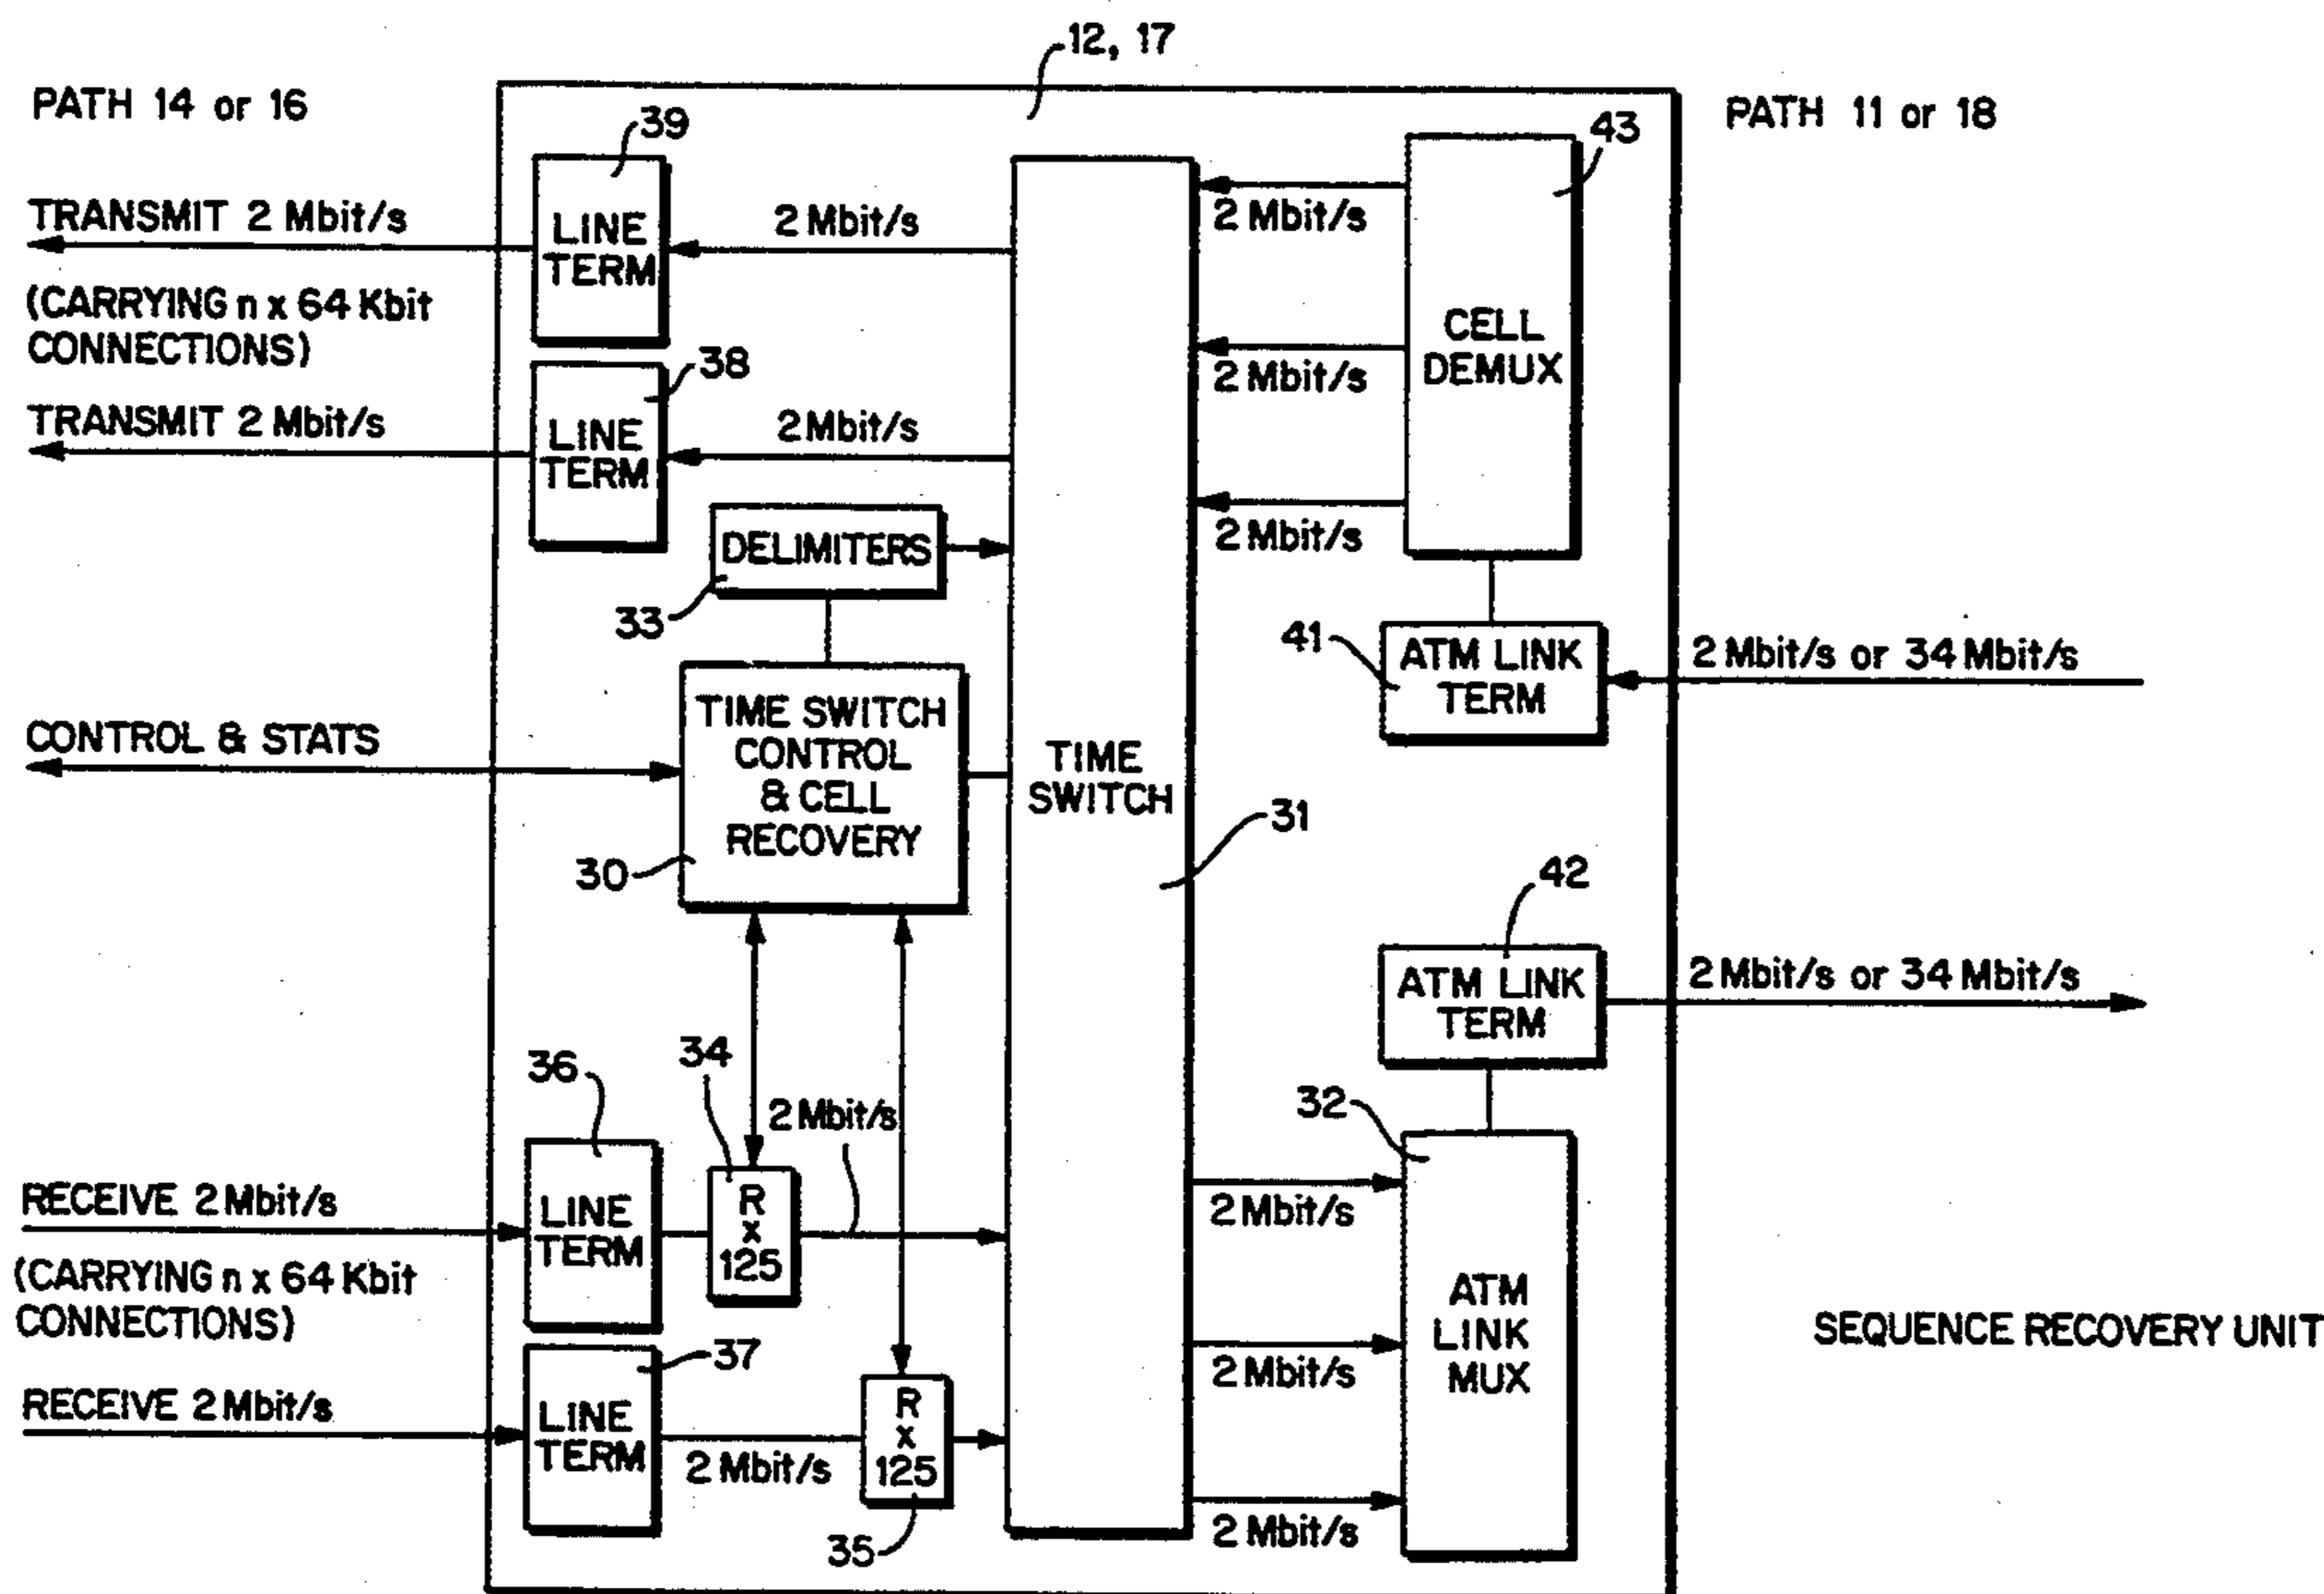 12, 17
PATH 14 or 16
PATH 11 or 18
39
43
TRANSMIT 2 Mbit/s
LINE
TERM
2 Mbit/s
2 Mbit/s
(CARRYING n x 64 Kbit
CONNECTIONS)
CELL
DEMUX
38
2 Mbit/s
TRANSMIT 2 Mbit/s
LINE
TERM
2 Mbit/s
DELIMITERS
2 Mbit/s
33
41
ATM LINK
TERM
2 Mbit/s or 34 Mbit/s
CONTROL & STATS
TIME SWITCH
CONTROL
& CELL
RECOVERY
TIME
SWITCH
31
30
42
ATM LINK
TERM
2 Mbit/s or 34 Mbit/s
36
34
2 Mbit/s
32
RECEIVE 2 Mbit/s
LINE
TERM
R
x
125
2 Mbit/s
(CARRYING n x 64 Kbit
CONNECTIONS)
ATM
LINK
MUX
SEQUENCE RECOVERY UNIT
37
2 Mbit/s
RECEIVE 2 Mbit/s
LINE
TERM
2 Mbit/s
R
x
125
35
2 Mbit/s